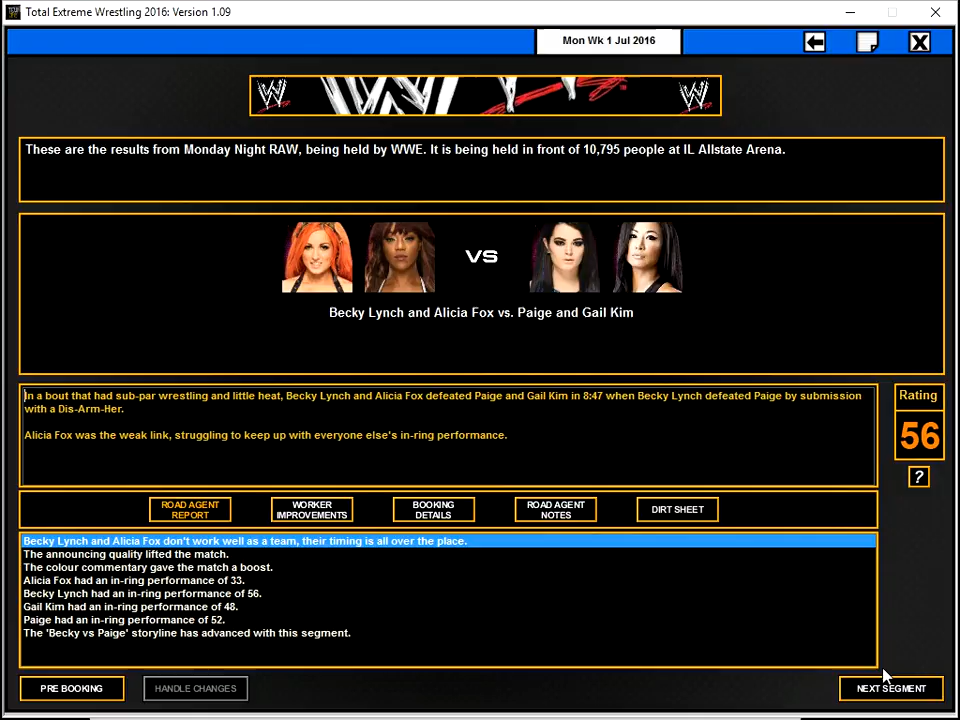 Total Extreme Wrestling 2016: Version 1.09
Mon Wk 1 Jul 2016
These are the results from Monday Night RAW, being held by WWE. It is being held in front of 10,795 people at IL Allstate Arena.
VS
Becky Lynch and Alicia Fox vs. Paige and Gail Kim
In a bout that had sub-par wrestling and little heat, Becky Lynch and Alicia Fox defeated Paige and Gail Kim in 8:47 when Becky Lynch defeated Paige by submission
with a Dis-Arm-Her.
Alicia Fox was the weak link, struggling to keep up with everyone else's in-ring performance.
Rating
56
?
ROAD AGENT
REPORT
WORKER
IMPROVEMENTS
BOOKING
DETAILS
ROAD AGENT
NOTES
DIRT SHEET
Becky Lynch and Alicia Fox don't work well as a team, their timing is all over the place.
The announcing quality lifted the match.
The colour commentary gave the match a boost.
Alicia Fox had an in-ring performance of 33.
Becky Lynch had an in-ring performance of 56.
Gail Kim had an in-ring performance of 48.
Paige had an in-ring performance of 52.
The 'Becky vs Paige' storyline has advanced with this segment.
PRE BOOKING
HANDLE CHANGES
NEXT SEGMENT